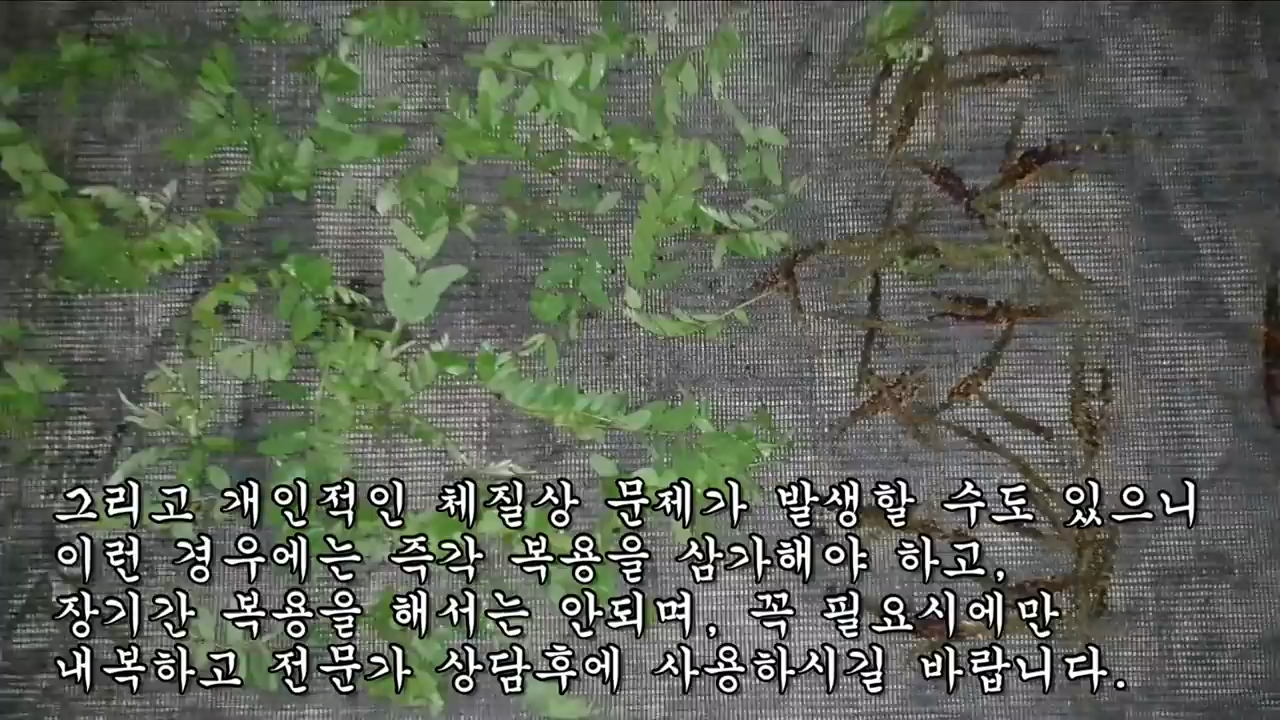 그리고 개인적인 체질상 문제가 발생할 수도 있으니
이런 경우에는 즉각 복용을 삼가해야 하고,
장기간 복용을 해서는 안되며, 꼭 필요시에만
내복하고 전문가 상담후에 사용하시길 바랍니다.